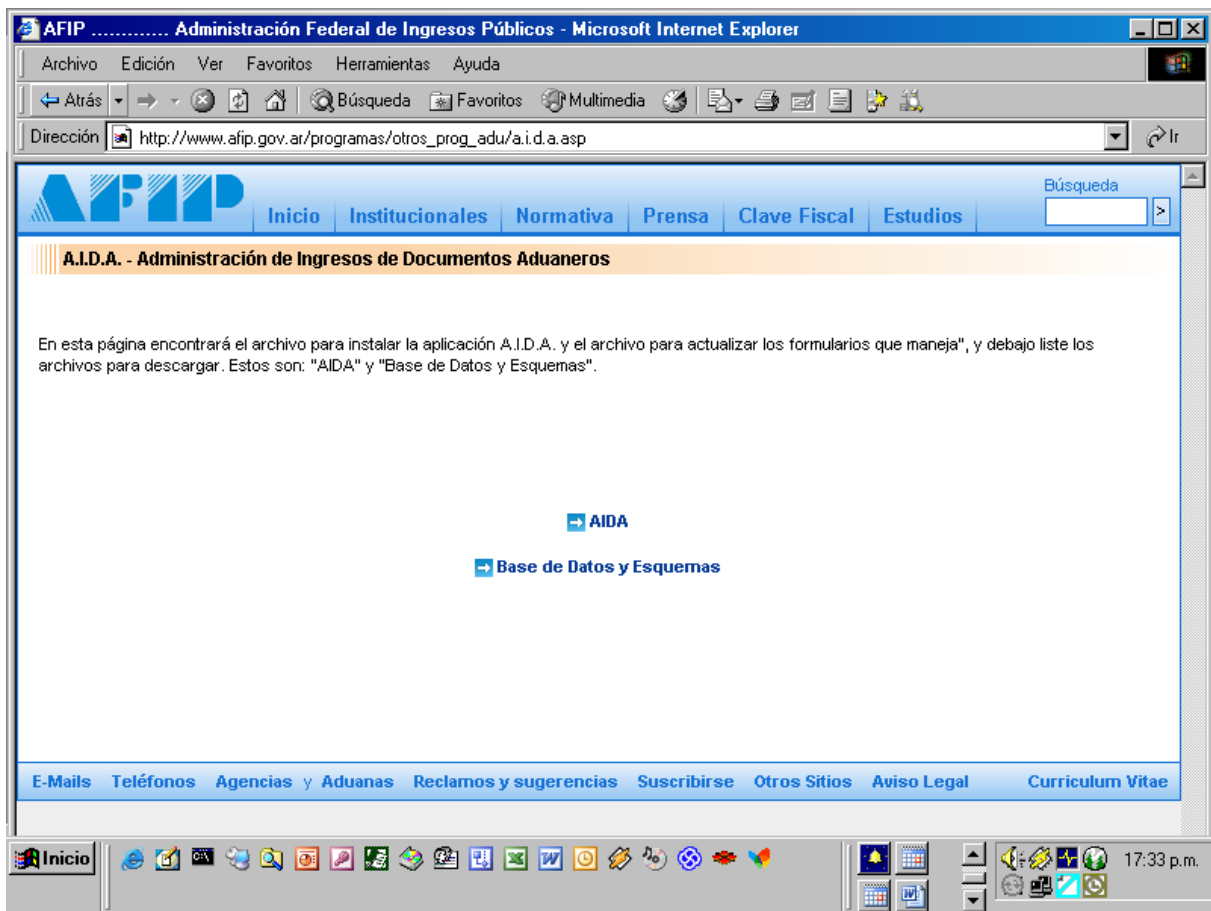 AFIP ............. Administración Federal de Ingresos Públicos - Microsoft Internet Explorer
Archivo Edición Ver Favoritos Herramientas Ayuda
Atrás Búsqueda Favoritos Multimedia
Dirección http://www.afip.gov.ar/programas/otros_prog_adu/a.i.d.a.asp Ir
AFIP Inicio Institucionales Normativa Prensa Clave Fiscal Estudios Búsqueda >
A.I.D.A. - Administración de Ingresos de Documentos Aduaneros
En esta página encontrará el archivo para instalar la aplicación A.I.D.A. y el archivo para actualizar los formularios que maneja", y debajo liste los
archivos para descargar. Estos son: "AIDA" y "Base de Datos y Esquemas".
AIDA
Base de Datos y Esquemas
E-Mails Teléfonos Agencias y Aduanas Reclamos y sugerencias Suscribirse Otros Sitios Aviso Legal Curriculum Vitae
Inicio 17:33 p.m.